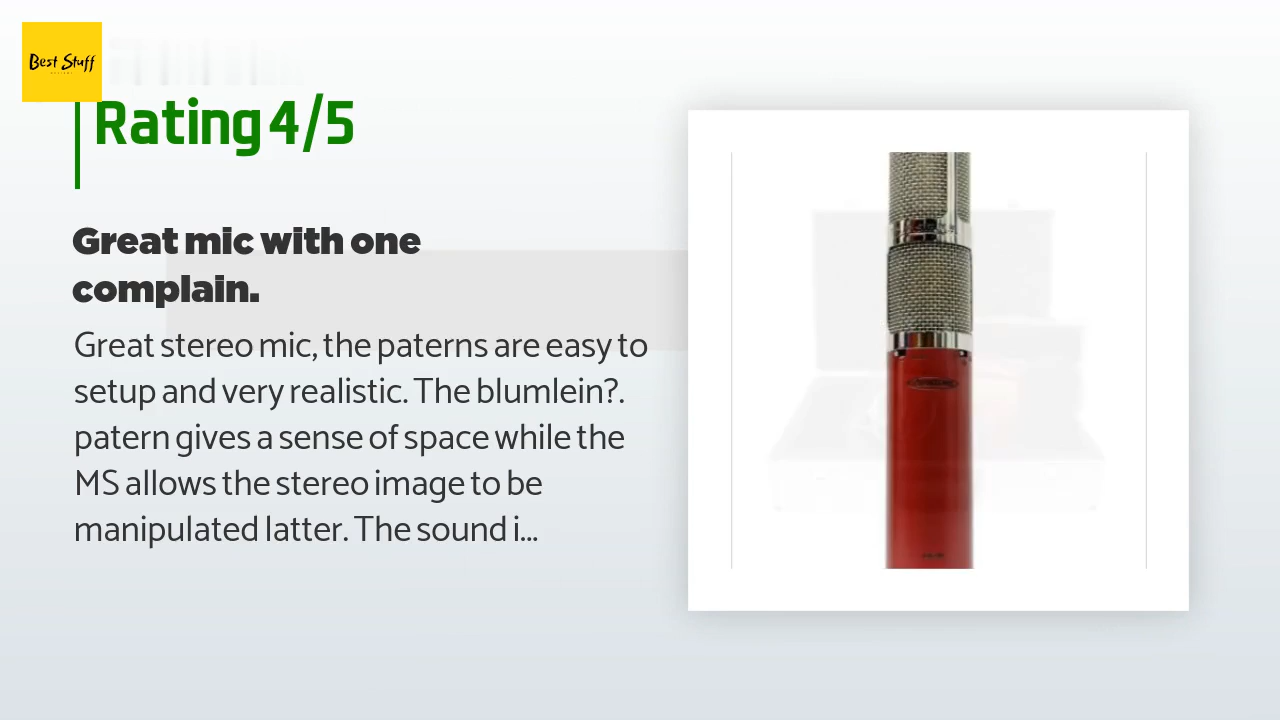 Best Stuff
Rating 4/5
Great mic with one
complain.
Great stereo mic, the paterns are easy to
setup and very realistic. The blumlein?.
patern gives a sense of space while the
MS allows the stereo image to be
manipulated latter. The sound i...